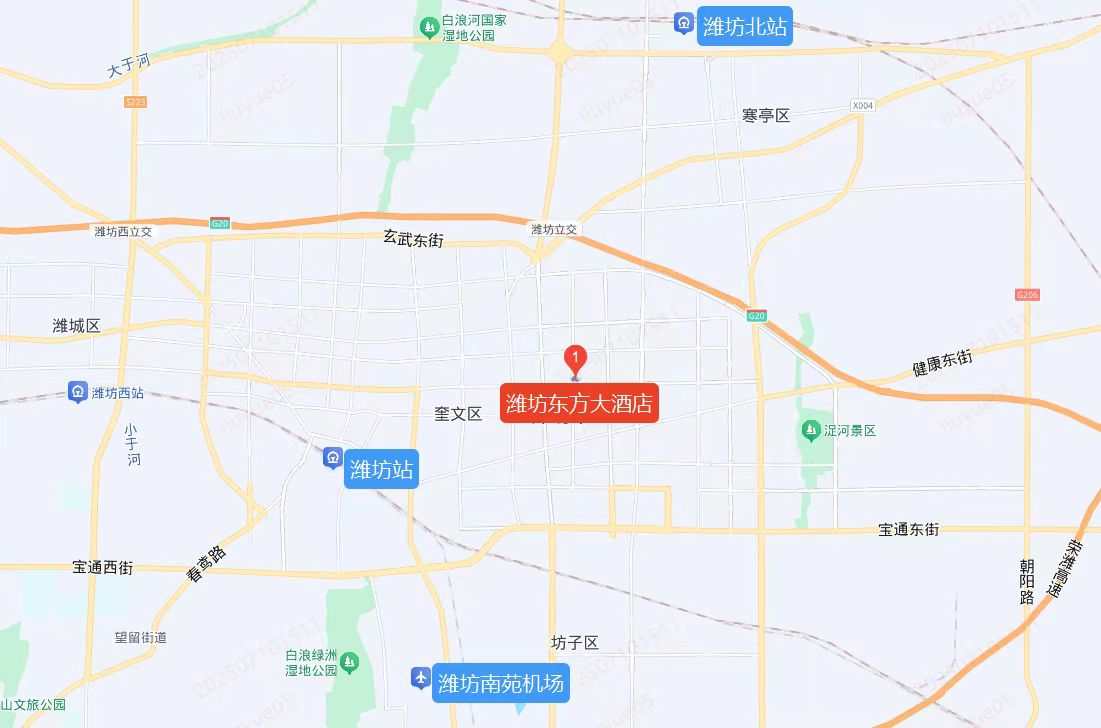 白浪河国家
湿地公园
潍坊北站
大于河
S223
X004
寒亭区
G20
潍坊西立交
玄武东街
潍坊立交
G206
G20
潍城区
1
健康东街
潍坊西站
潍坊东方大酒店
奎文区
浞河景区
小于河
潍坊站
宝通东街
宝通西街
春鸢路
荣潍高速
朝阳路
望留街道
坊子区
白浪绿洲
湿地公园
潍坊南苑机场
山文旅公园